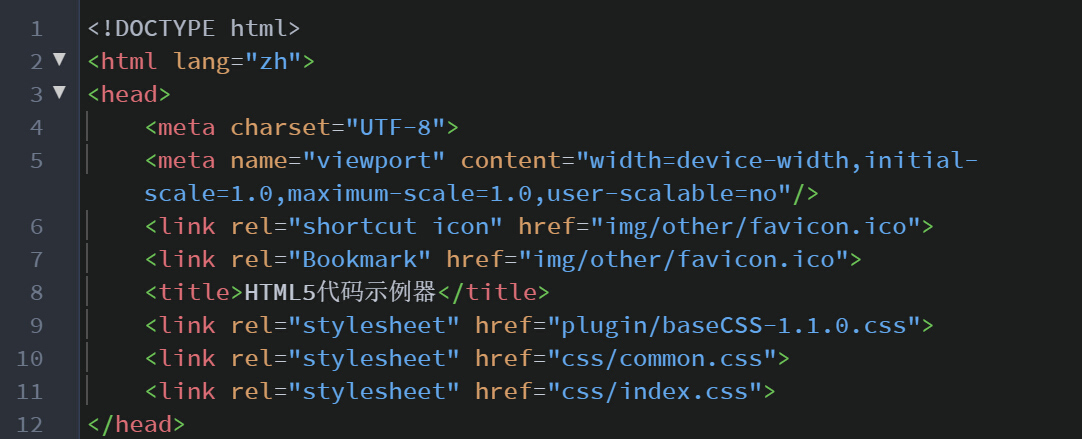 1 <!DOCTYPE html>
2 ▼ <html lang="zh">
3 ▼ <head>
4 <meta charset="UTF-8">
5 <meta name="viewport" content="width=device-width,initial-
scale=1.0,maximum-scale=1.0,user-scalable=no"/>
6 <link rel="shortcut icon" href="img/other/favicon.ico">
7 <link rel="Bookmark" href="img/other/favicon.ico">
8 <title>HTML5代码示例器</title>
9 <link rel="stylesheet" href="plugin/baseCSS-1.1.0.css">
10 <link rel="stylesheet" href="css/common.css">
11 <link rel="stylesheet" href="css/index.css">
12 </head>